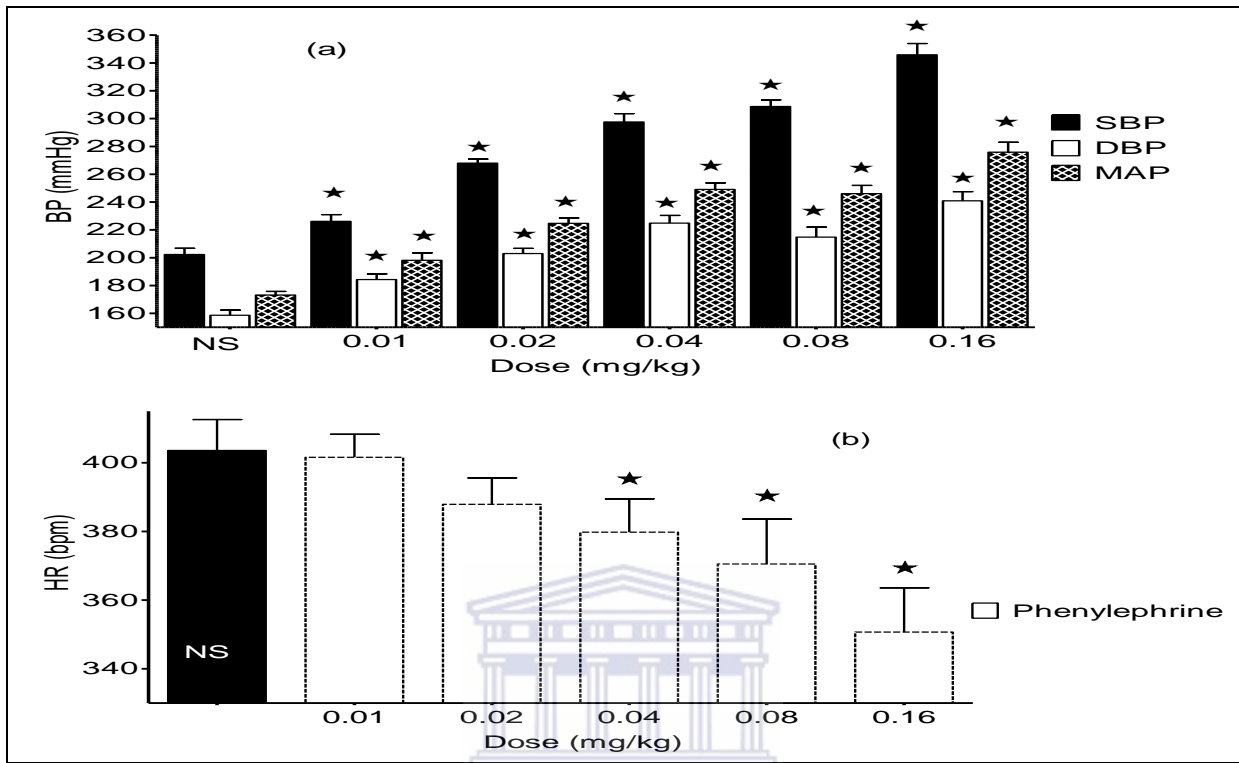 (a)
BP (mmHg)
360
340
320
300
280
260
240
220
200
180
160
NS 0.01 0.02 0.04 0.08 0.16
Dose (mg/kg)
SBP
DBP
MAP
(b)
HR (bpm)
400
380
360
340
NS
0.01 0.02 0.04 0.08 0.16
Dose (mg/kg)
Phenylephrine